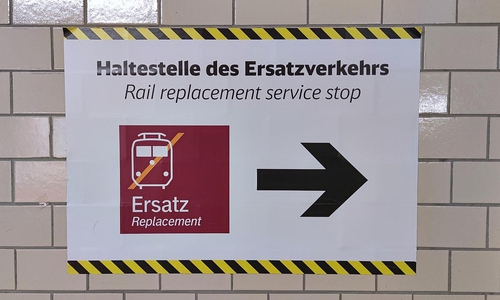 Haltestelle des Ersatzverkehrs
Rail replacement service stop
Ersatz
Replacement